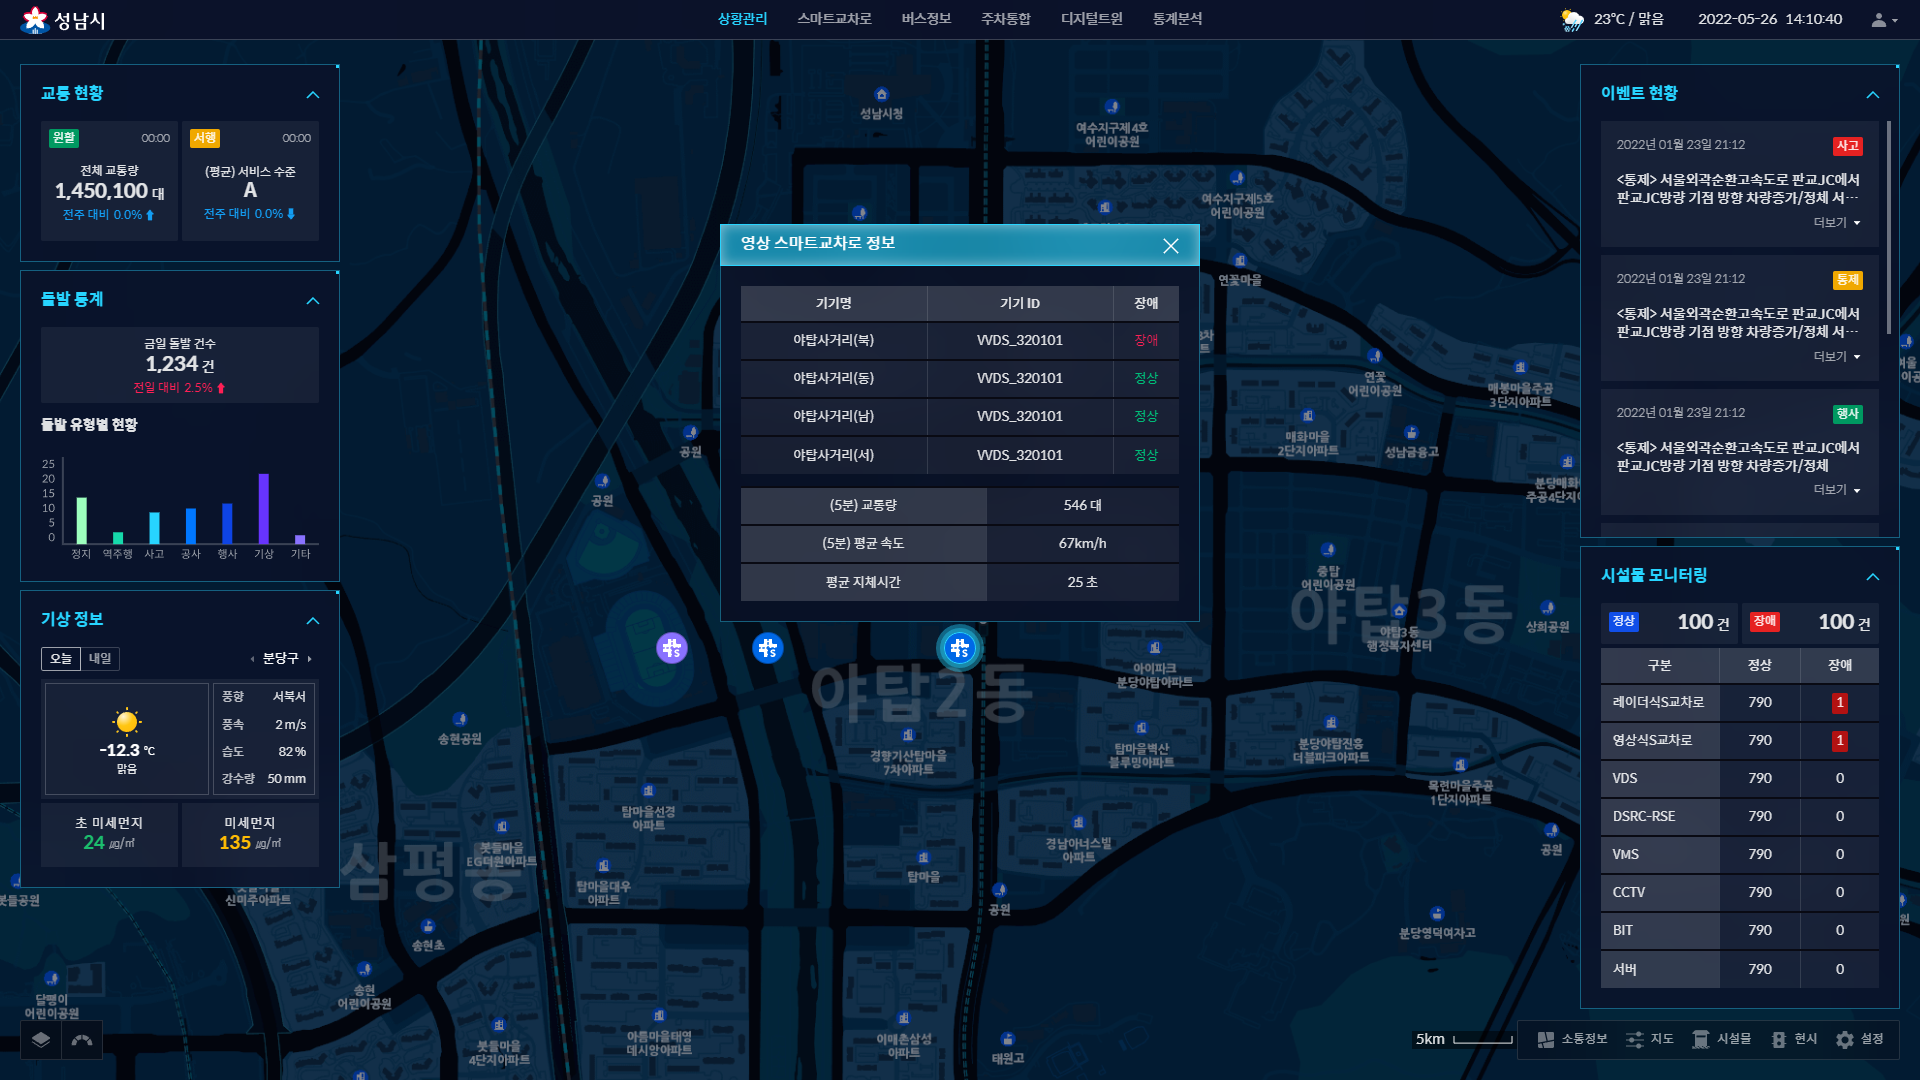 성남시
상황관리
스마트교차로
버스정보
주차통합
디지털트윈
통계분석
23℃ / 맑음
2022-05-26 14:10:40
교통 현황
원활
00:00
전체 교통량
1,450,100 대
전주 대비 0.0%
서행
00:00
(평균) 서비스 수준
A
전주 대비 0.0%
돌발 통계
금일 돌발 건수
1,234 건
전일 대비 2.5%
돌발 유형별 현황
25
20
15
10
5
0
정지
역주행
사고
공사
행사
기상
기타
기상 정보
오늘
내일
분당구
-12.3 ℃
맑음
풍향 서북서
풍속 2 m/s
습도 82 %
강수량 50 mm
초 미세먼지
24 ㎍/㎥
미세먼지
135 ㎍/㎥
영상 스마트교차로 정보
기기명 기기 ID 장애
야탑사거리(북) VVDS_320101 장애
야탑사거리(동) VVDS_320101 정상
야탑사거리(남) VVDS_320101 정상
야탑사거리(서) VVDS_320101 정상
(5분) 교통량 546 대
(5분) 평균 속도 67km/h
평균 지체시간 25 초
이벤트 현황
2022년 01월 23일 21:12
사고
<통제> 서울외곽순환고속도로 판교JC에서
판교JC방량 기점 방향 차량증가/정체 서…
더보기
2022년 01월 23일 21:12
통제
<통제> 서울외곽순환고속도로 판교JC에서
판교JC방량 기점 방향 차량증가/정체 서…
더보기
2022년 01월 23일 21:12
행사
<통제> 서울외곽순환고속도로 판교JC에서
판교JC방량 기점 방향 차량증가/정체
더보기
시설물 모니터링
정상 100 건
장애 100 건
구분 정상 장애
레이더식S교차로 790 1
영상식S교차로 790 1
VDS 790 0
DSRC-RSE 790 0
VMS 790 0
CCTV 790 0
BIT 790 0
서버 790 0
성남시청
여수지구제4호
어린이공원
여수지구제5호
어린이공원
연꽃마을
연꽃
어린이공원
매봉마을주공
3단지아파트
매화마을
2단지아파트
성남금융고
분당매화
주공4단지
공원
공원
중탑
어린이공원
야탑3동
야탑3동
행정복지센터
상희공원
아이파크
분당야탑아파트
야탑2동
탑마을벽산
블루밍아파트
분당야탑진흥
더블파크아파트
목련마을주공
1단지아파트
경향기산탑마을
7차아파트
송현공원
탑마을선경
아파트
경남아너스빌
아파트
공원
봇들마을
EG더원아파트
삼평동
탑마을대우
아파트
탑마을
공원
신미주아파트
봇들공원
송현초
분당영덕여자고
송현
어린이공원
달맹이
어린이공원
봇들마을
4단지아파트
아름마을태영
데시앙아파트
이매촌삼성
아파트
태원고
5km
소통정보
지도
시설물
현시
설정